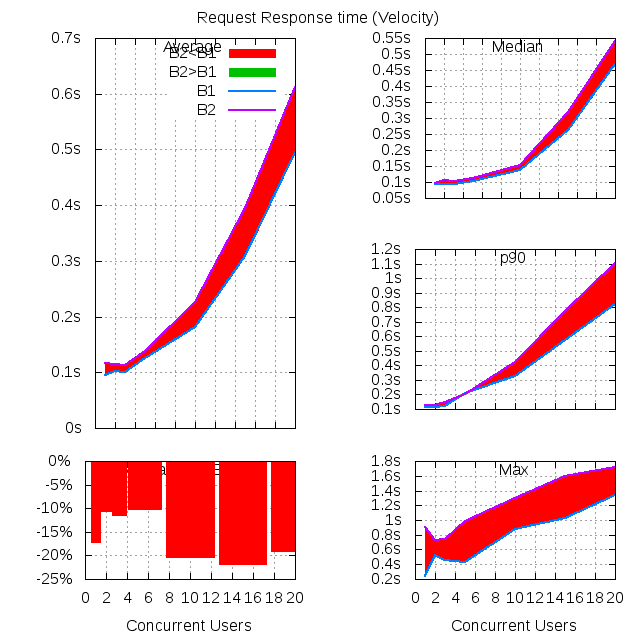 Request Response time (Velocity)
Average
B2<B1
B2>B1
B1
B2
0.7s
0.6s
0.5s
0.4s
0.3s
0.2s
0.1s
0s
Median
0.55s
0.5s
0.45s
0.4s
0.35s
0.3s
0.25s
0.2s
0.15s
0.1s
0.05s
p90
1.2s
1.1s
1s
0.9s
0.8s
0.7s
0.6s
0.5s
0.4s
0.3s
0.2s
0.1s
0%
-5%
-10%
-15%
-20%
-25%
0 2 4 6 8 10 12 14 16 18 20
Concurrent Users
Max
1.8s
1.6s
1.4s
1.2s
1s
0.8s
0.6s
0.4s
0.2s
0 2 4 6 8 10 12 14 16 18 20
Concurrent Users